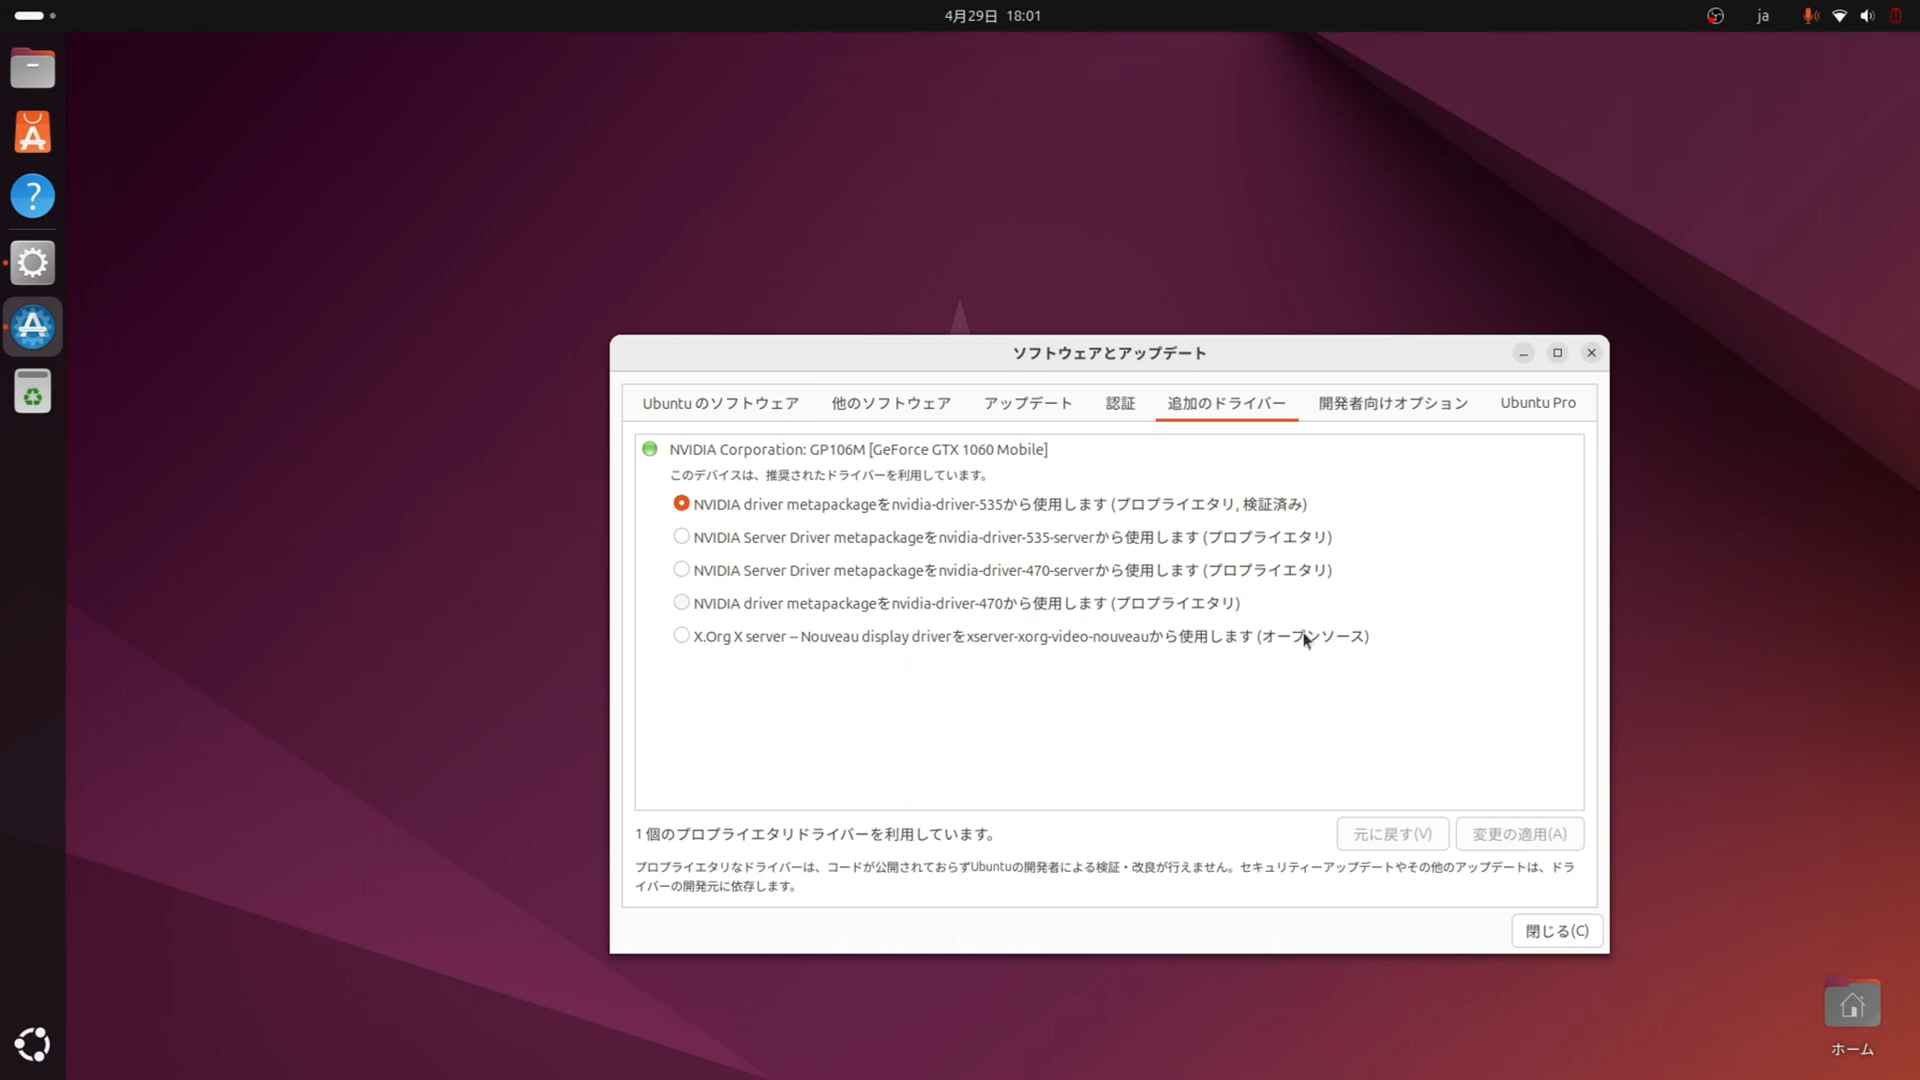 4月29日 18:01
ja
ソフトウェアとアップデート
Ubuntu のソフトウェア 他のソフトウェア アップデート 認証 追加のドライバー 開発者向けオプション Ubuntu Pro
NVIDIA Corporation: GP106M [GeForce GTX 1060 Mobile]
このデバイスは、推奨されたドライバーを利用しています。
NVIDIA driver metapackageをnvidia-driver-535から使用します (プロプライエタリ, 検証済み)
NVIDIA Server Driver metapackageをnvidia-driver-535-serverから使用します (プロプライエタリ)
NVIDIA Server Driver metapackageをnvidia-driver-470-serverから使用します (プロプライエタリ)
NVIDIA driver metapackageをnvidia-driver-470から使用します (プロプライエタリ)
X.Org X server -- Nouveau display driverをxserver-xorg-video-nouveauから使用します (オープンソース)
1 個のプロプライエタリドライバーを利用しています。
元に戻す(V) 変更の適用(A)
プロプライエタリなドライバーは、コードが公開されておらずUbuntuの開発者による検証・改良が行えません。セキュリティーアップデートやその他のアップデートは、ドラ
イバーの開発元に依存します。
閉じる(C)
ホーム